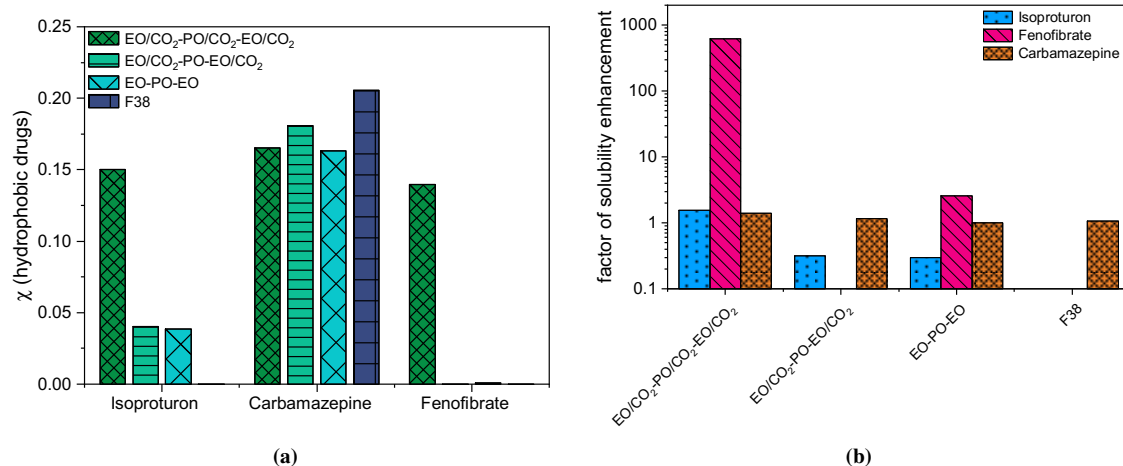 0.25
0.20
0.15
0.10
0.05
0.00
χ (hydrophobic drugs)
EO/CO₂-PO/CO₂-EO/CO₂
EO/CO₂-PO-EO/CO₂
EO-PO-EO
F38
Isoproturon
Carbamazepine
Fenofibrate
(a)
1000
100
10
1
0.1
factor of solubility enhancement
Isoproturon
Fenofibrate
Carbamazepine
EO/CO₂-PO/CO₂-EO/CO₂
EO/CO₂-PO-EO/CO₂
EO-PO-EO
F38
(b)